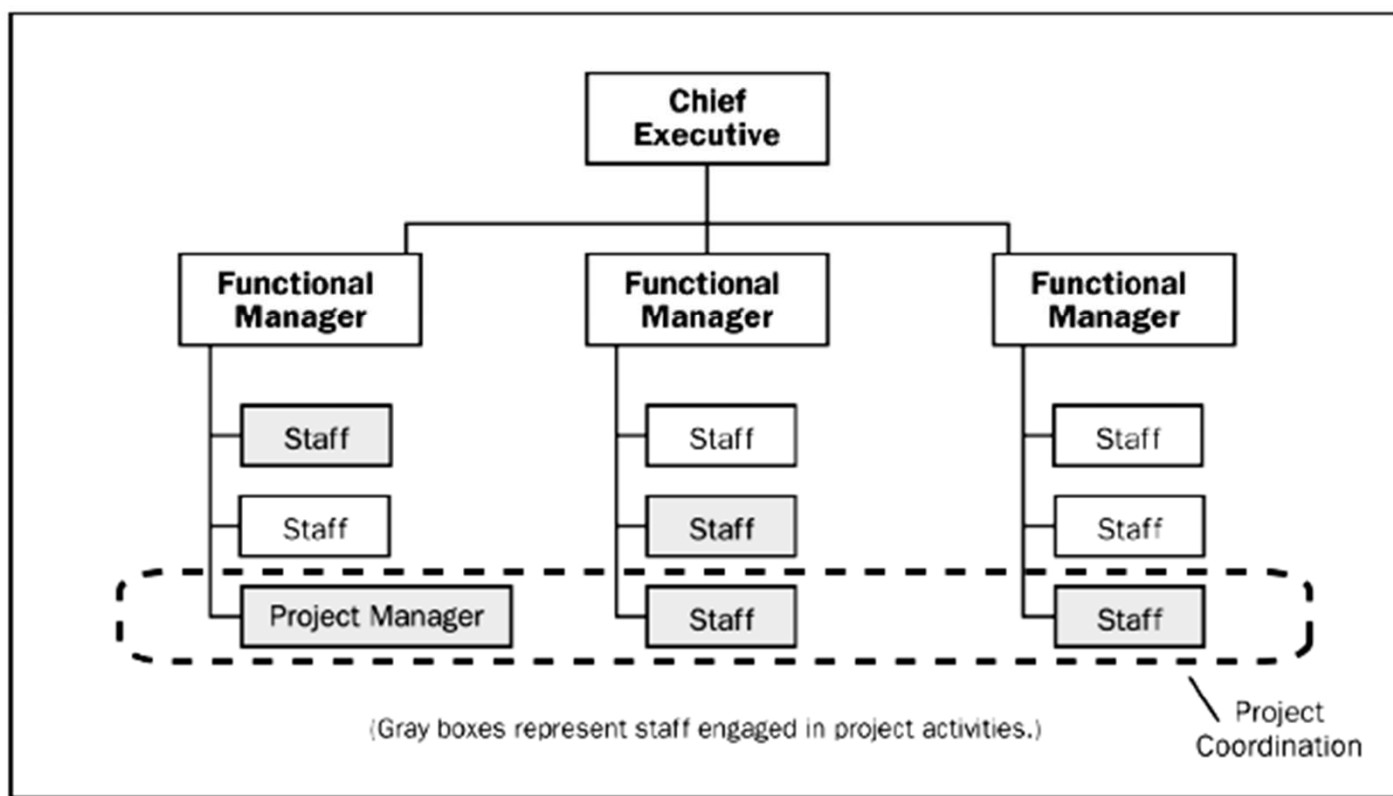 Chief
Executive
Functional
Manager
Functional
Manager
Functional
Manager
Staff
Staff
Staff
Staff
Staff
Staff
Project Manager
Staff
Staff
(Gray boxes represent staff engaged in project activities.)
Project
Coordination